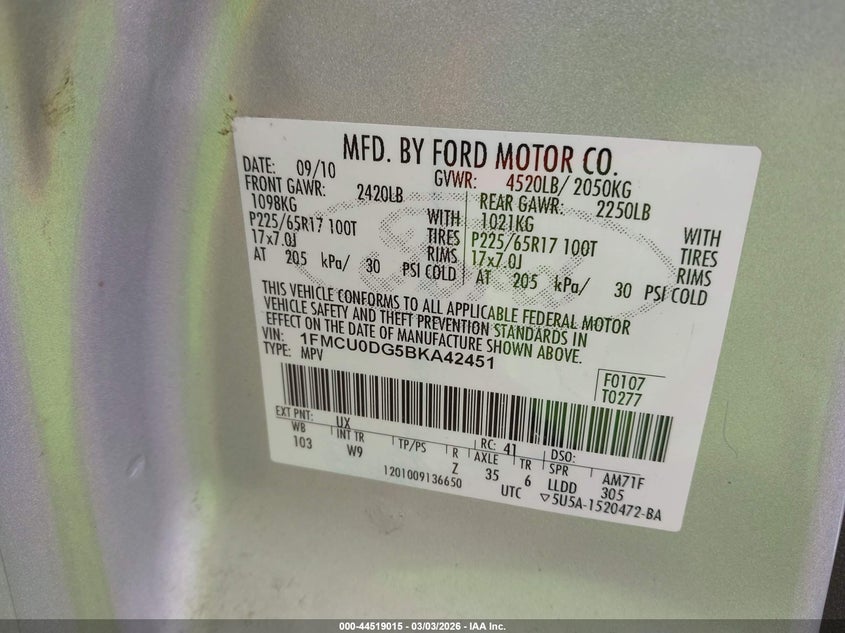 MFD. BY FORD MOTOR CO.
DATE: 09/10 GVWR: 4520LB/ 2050KG
FRONT GAWR: 2420LB REAR GAWR: 2250LB
1098KG WITH 1021KG WITH
P225/65R17 100T TIRES P225/65R17 100T TIRES
17x7.0J RIMS 17x7.0J RIMS
AT 205 kPa/ 30 PSI COLD AT 205 kPa/ 30 PSI COLD
THIS VEHICLE CONFORMS TO ALL APPLICABLE FEDERAL MOTOR
VEHICLE SAFETY AND THEFT PREVENTION STANDARDS IN
EFFECT ON THE DATE OF MANUFACTURE SHOWN ABOVE.
VIN: 1FMCU0DG5BKA42451
TYPE: MPV
F0107
T0277
EXT PNT: UX RC: 41 DSO:
WB INT TR TP/PS R AXLE TR SPR AM71F
103 W9 Z 35 6 LLDD 305
1201009136650 UTC ▽5U5A-1520472-BA
000-44519015 - 03/03/2026 - IAA Inc.